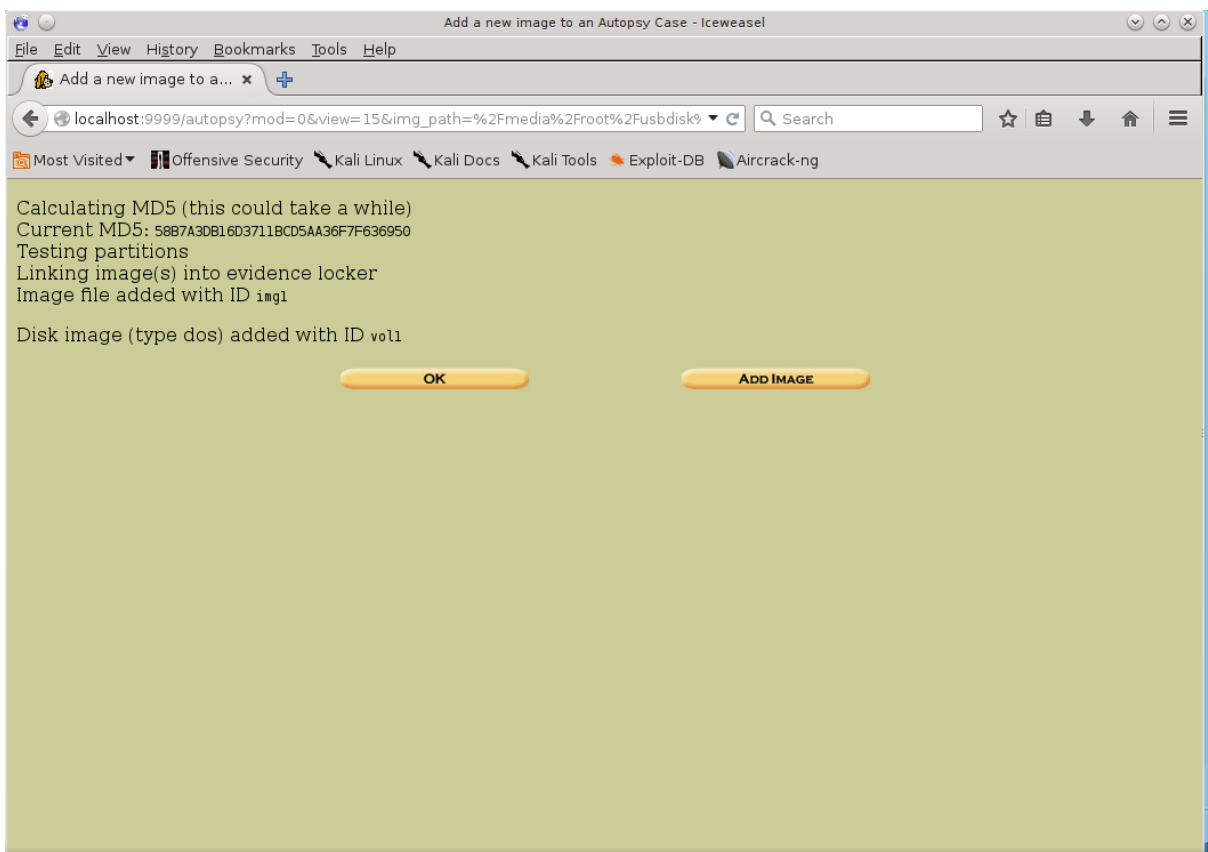 Add a new image to an Autopsy Case - Iceweasel
File Edit View History Bookmarks Tools Help
Add a new image to a...
localhost:9999/autopsy?mod=0&view=15&img_path=%2Fmedia%2Froot%2Fusbdisk% Search
Most Visited Offensive Security Kali Linux Kali Docs Kali Tools Exploit-DB Aircrack-ng
Calculating MD5 (this could take a while)
Current MD5: 58B7A3DB16D3711BCD5AA36F7F636950
Testing partitions
Linking image(s) into evidence locker
Image file added with ID img1
Disk image (type dos) added with ID vol1
OK ADD IMAGE